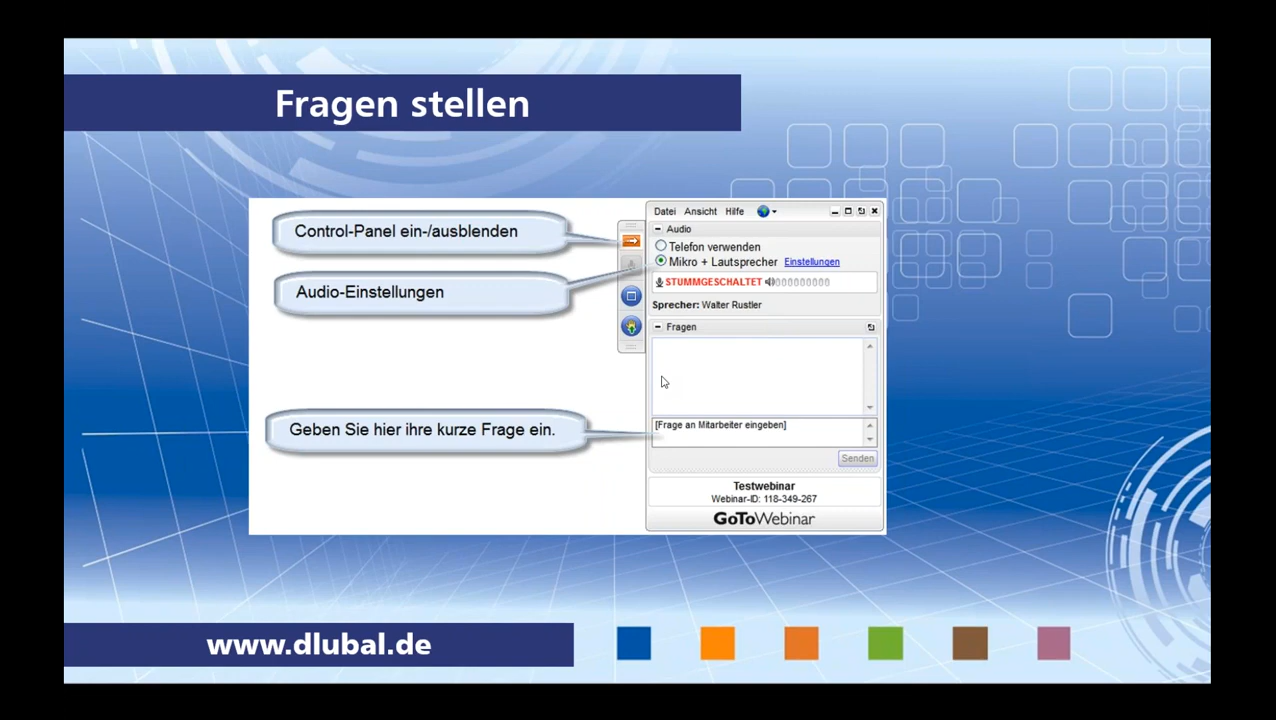 Fragen stellen
Control-Panel ein-/ausblenden
Audio-Einstellungen
Geben Sie hier ihre kurze Frage ein.
Datei Ansicht Hilfe
Audio
Telefon verwenden
Mikro + Lautsprecher Einstellungen
STUMMGESCHALTET
Sprecher: Walter Rustler
Fragen
[Frage an Mitarbeiter eingeben]
Senden
Testwebinar
Webinar-ID: 118-349-267
GoToWebinar
www.dlubal.de